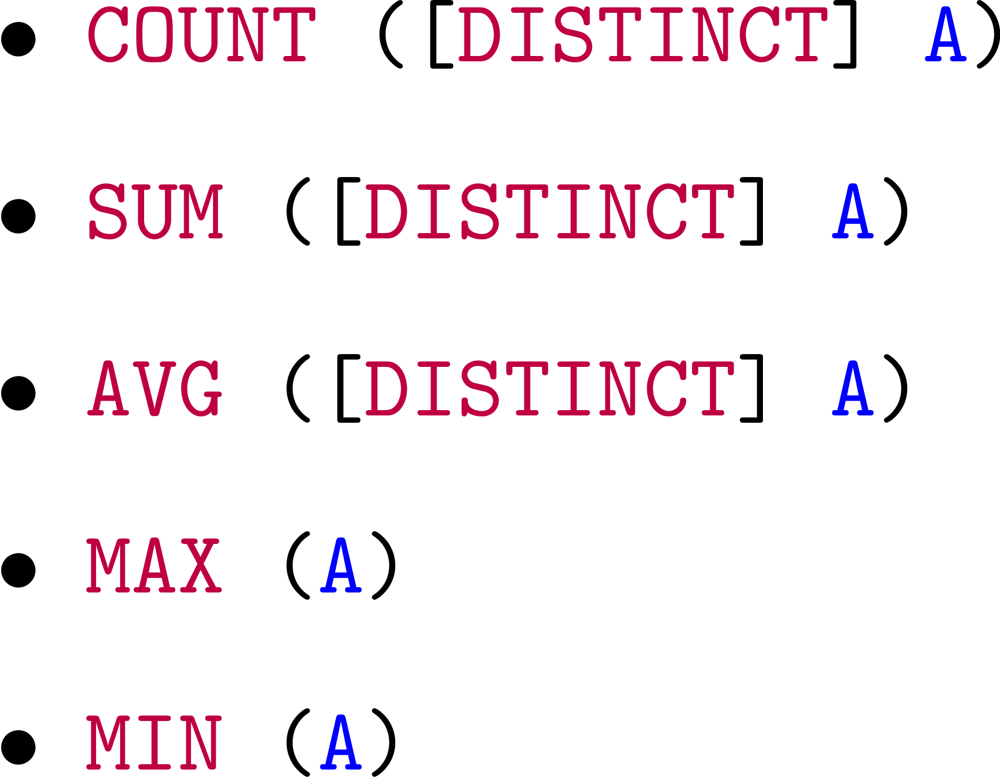 • COUNT ([DISTINCT] A)
• SUM ([DISTINCT] A)
• AVG ([DISTINCT] A)
• MAX (A)
• MIN (A)